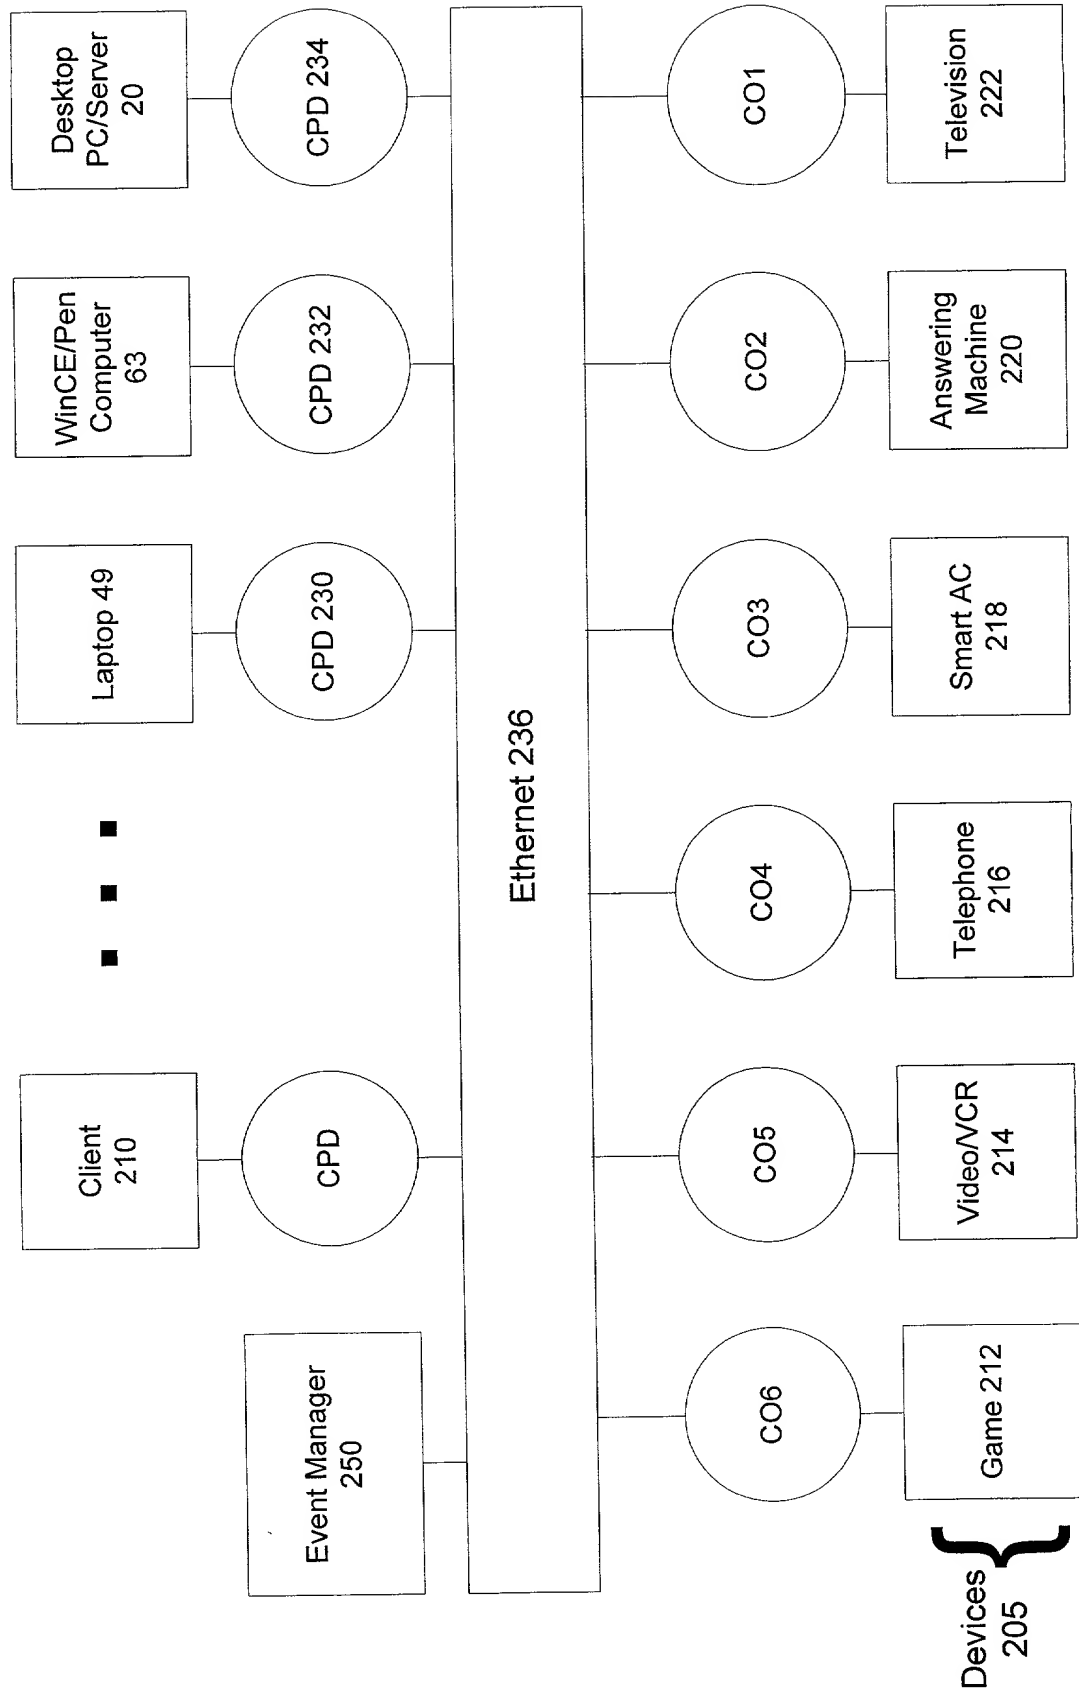 Client
210
Laptop 49
WinCE/Pen
Computer
63
Desktop
PC/Server
20
Event Manager
250
CPD
CPD 230
CPD 232
CPD 234
Ethernet 236
CO6
CO5
CO4
CO3
CO2
CO1
Devices
205
Game 212
Video/VCR
214
Telephone
216
Smart AC
218
Answering
Machine
220
Television
222